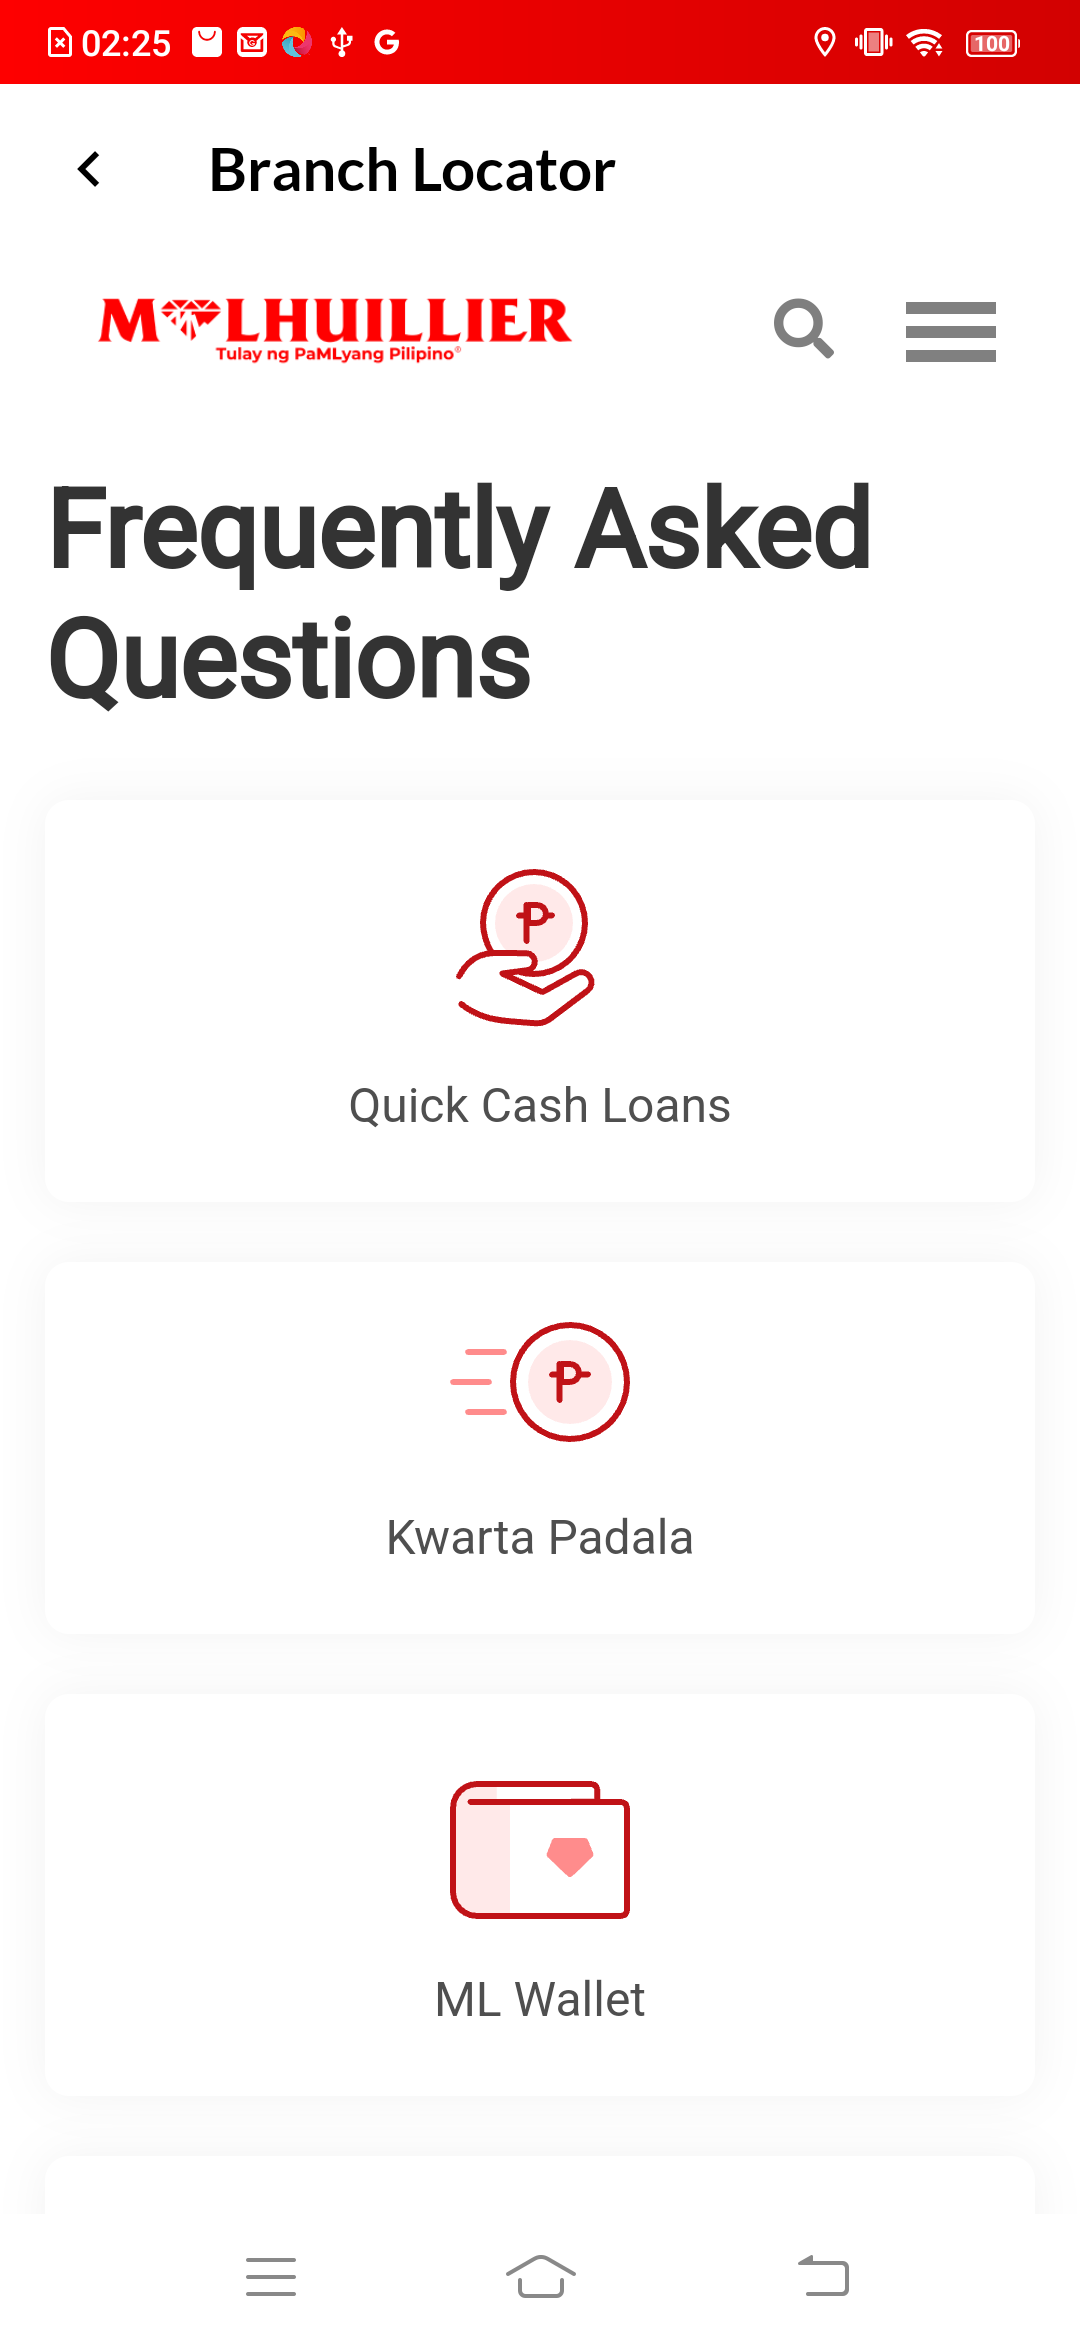 02:25
100
Branch Locator
M LHUILLIER
Tulay ng PaMLyang Pilipino®
Frequently Asked
Questions
Quick Cash Loans
Kwarta Padala
ML Wallet